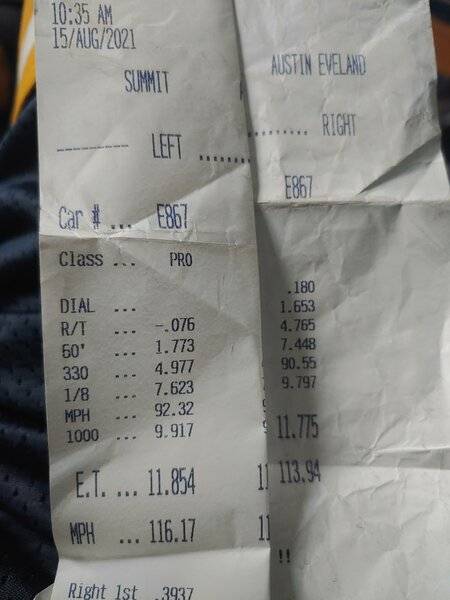 10:35 AM
15/AUG/2021
SUMMIT
AUSTIN EVELAND
------- LEFT ........
......... RIGHT
Car # ... E867
E867
Class ... PRO
DIAL ...
R/T ... -.076
60' ... 1.773
330 ... 4.977
1/8 ... 7.623
MPH ... 92.32
1000 ... 9.917
E.T. ... 11.854
MPH ... 116.17
Right 1st .3937
.180
1.653
4.765
7.448
90.55
9.797
11.775
11 113.94
11
!!